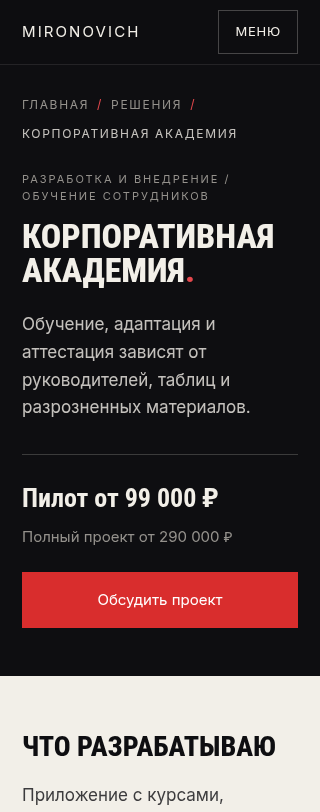 MIRONOVICH
МЕНЮ
ГЛАВНАЯ / РЕШЕНИЯ /
КОРПОРАТИВНАЯ АКАДЕМИЯ
РАЗРАБОТКА И ВНЕДРЕНИЕ /
ОБУЧЕНИЕ СОТРУДНИКОВ
КОРПОРАТИВНАЯ
АКАДЕМИЯ.
Обучение, адаптация и
аттестация зависят от
руководителей, таблиц и
разрозненных материалов.
Пилот от 99 000 ₽
Полный проект от 290 000 ₽
Обсудить проект
ЧТО РАЗРАБАТЫВАЮ
Приложение с курсами,